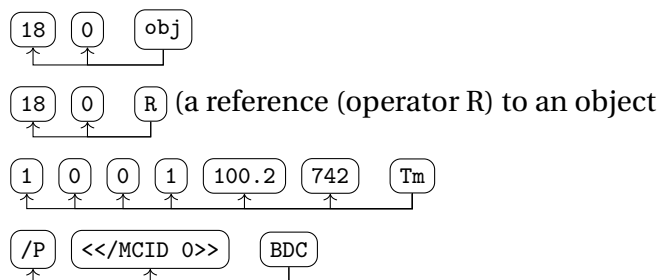 18 0 obj
18 0 R (a reference (operator R) to an object
1 0 0 1 100.2 742 Tm
/P <</MCID 0>> BDC